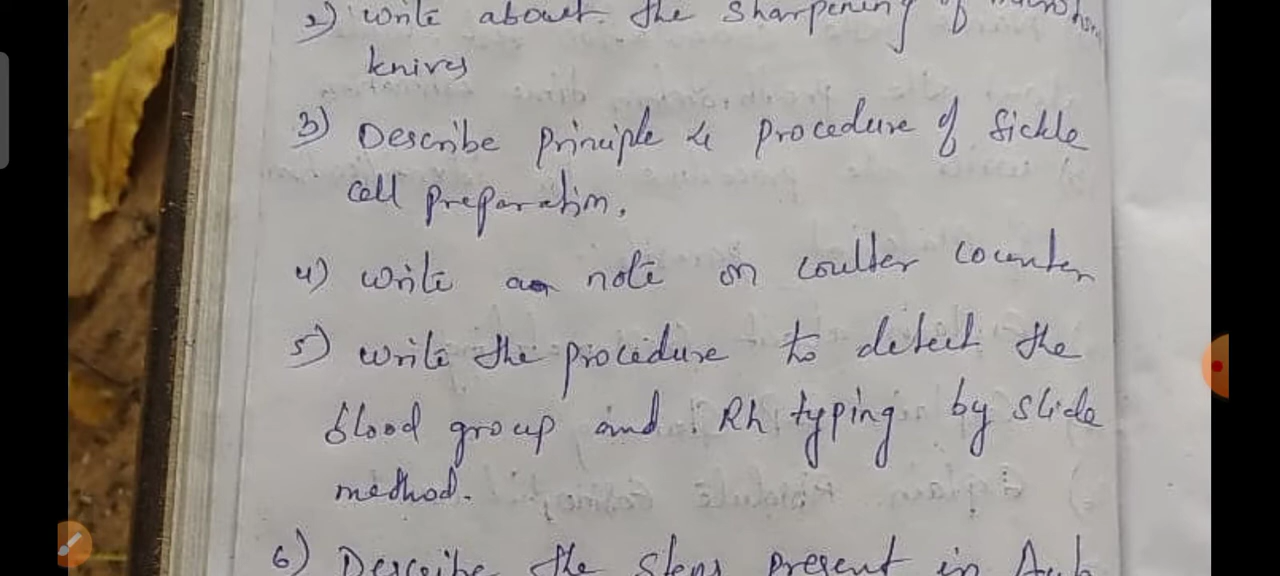 2) write about the sharpening of
knives
3) Describe principle & procedure of sickle
cell preparation.
4) write a note on coulter counter
5) write the procedure to detect the
blood group and Rh typing by slide
method.
6) Describe the steps present in